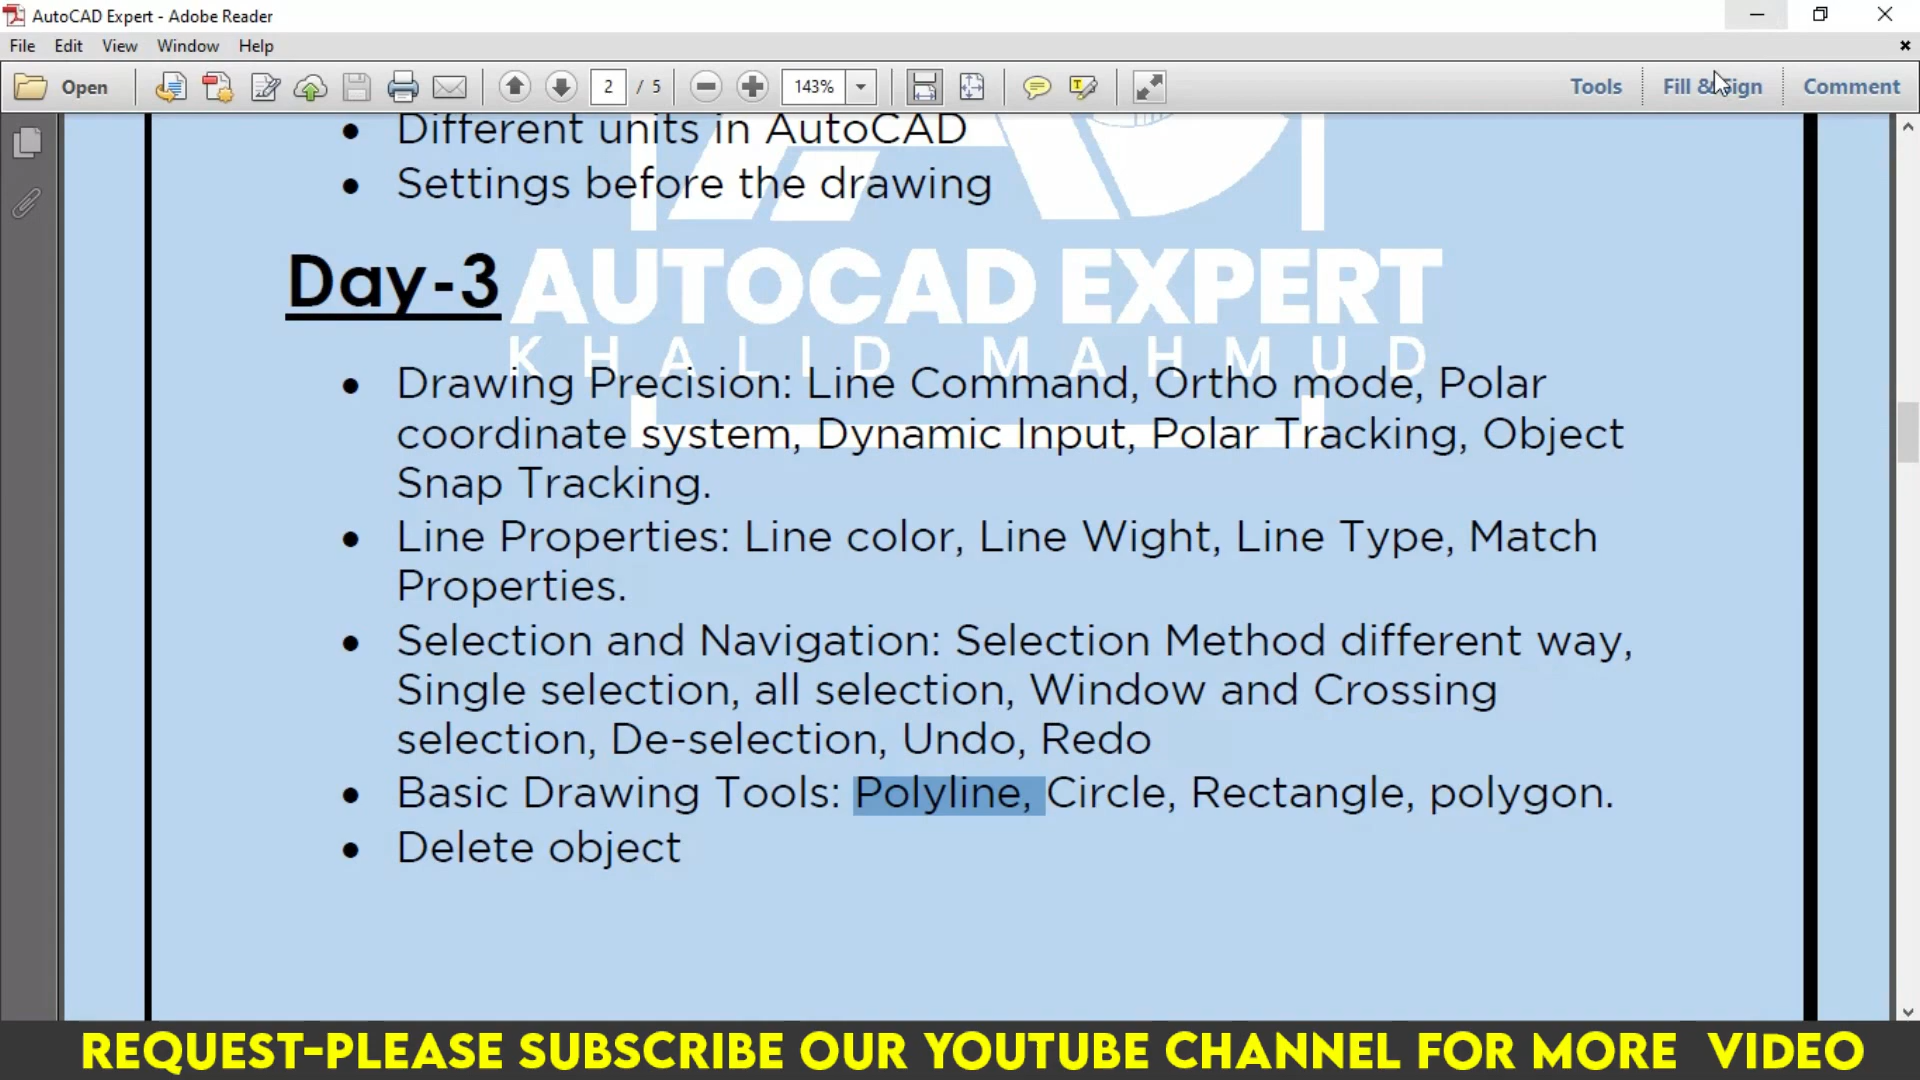 AutoCAD Expert - Adobe Reader
File Edit View Window Help
Open 2 / 5 143% Tools Fill & Sign Comment
• Different units in AutoCAD
• Settings before the drawing
Day-3
AUTOCAD EXPERT
KHALID MAHMUD
• Drawing Precision: Line Command, Ortho mode, Polar
coordinate system, Dynamic Input, Polar Tracking, Object
Snap Tracking.
• Line Properties: Line color, Line Wight, Line Type, Match
Properties.
• Selection and Navigation: Selection Method different way,
Single selection, all selection, Window and Crossing
selection, De-selection, Undo, Redo
• Basic Drawing Tools: Polyline, Circle, Rectangle, polygon.
• Delete object
REQUEST-PLEASE SUBSCRIBE OUR YOUTUBE CHANNEL FOR MORE VIDEO